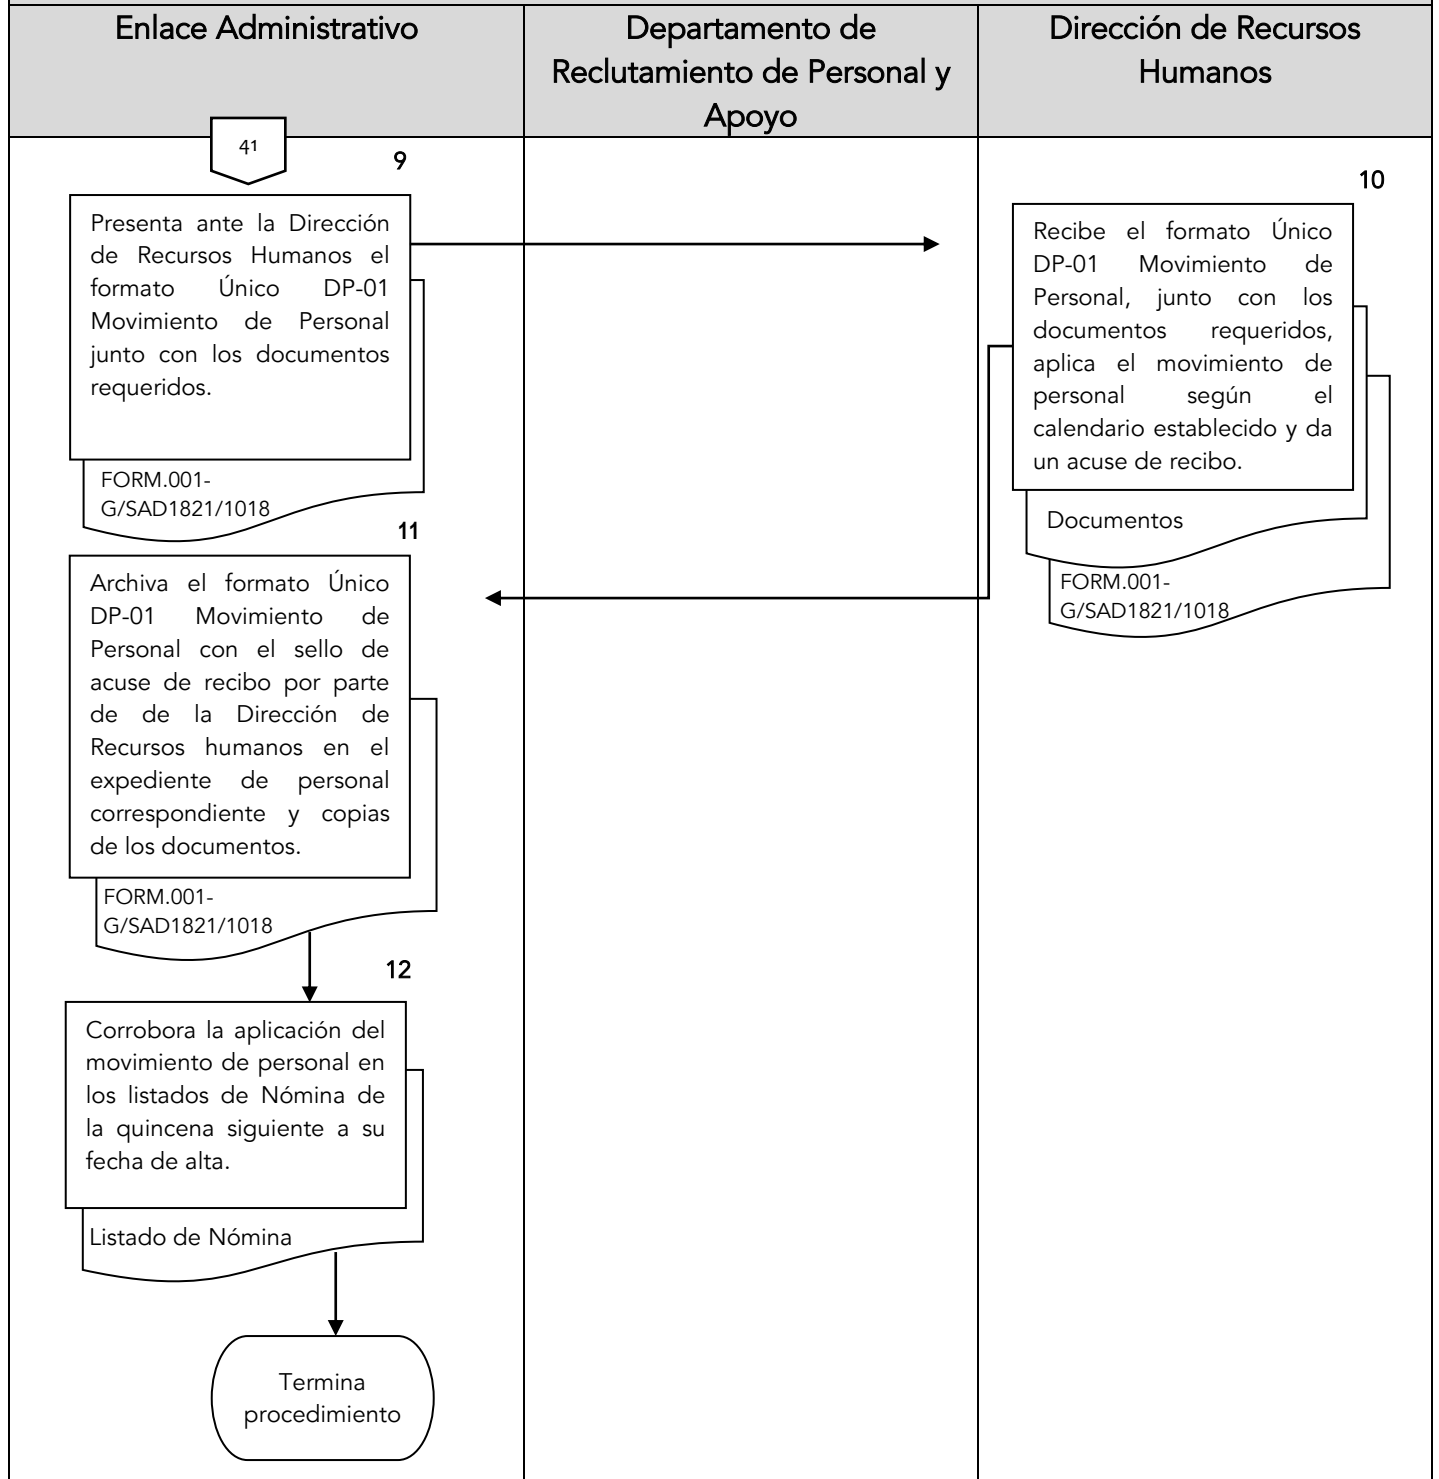 Enlace Administrativo
Departamento de
Reclutamiento de Personal y
Apoyo
Dirección de Recursos
Humanos
41
9
Presenta ante la Dirección
de Recursos Humanos el
formato Único DP-01
Movimiento de Personal
junto con los documentos
requeridos.
FORM.001-
G/SAD1821/1018
10
Recibe el formato Único
DP-01 Movimiento de
Personal, junto con los
documentos requeridos,
aplica el movimiento de
personal según el
calendario establecido y da
un acuse de recibo.
Documentos
FORM.001-
G/SAD1821/1018
11
Archiva el formato Único
DP-01 Movimiento de
Personal con el sello de
acuse de recibo por parte
de de la Dirección de
Recursos humanos en el
expediente de personal
correspondiente y copias
de los documentos.
FORM.001-
G/SAD1821/1018
12
Corrobora la aplicación del
movimiento de personal en
los listados de Nómina de
la quincena siguiente a su
fecha de alta.
Listado de Nómina
Termina
procedimiento